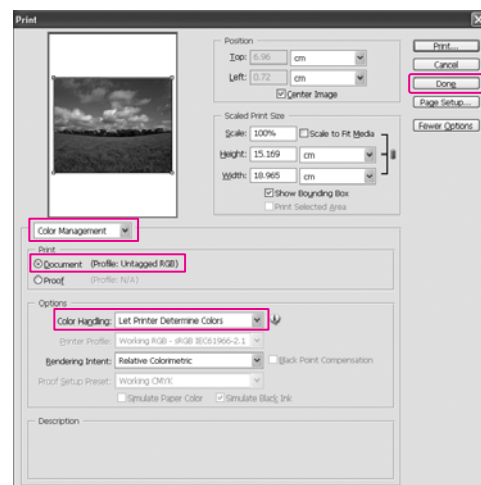 Print
Position
Top: 6.96 cm
Left: 0.72 cm
Center Image
Scaled Print Size
Scale: 100% Scale to Fit Media
Height: 15.169 cm
Width: 18.965 cm
Show Bounding Box
Print Selected Area
Print...
Cancel
Done
Page Setup...
Fewer Options
Color Management
Print
Document (Profile: Untagged RGB)
Proof (Profile: N/A)
Options
Color Handling: Let Printer Determine Colors
Printer Profile: Working RGB - sRGB IEC61966-2.1
Rendering Intent: Relative Colorimetric Black Point Compensation
Proof Setup Preset: Working CMYK
Simulate Paper Color Simulate Black Ink
Description